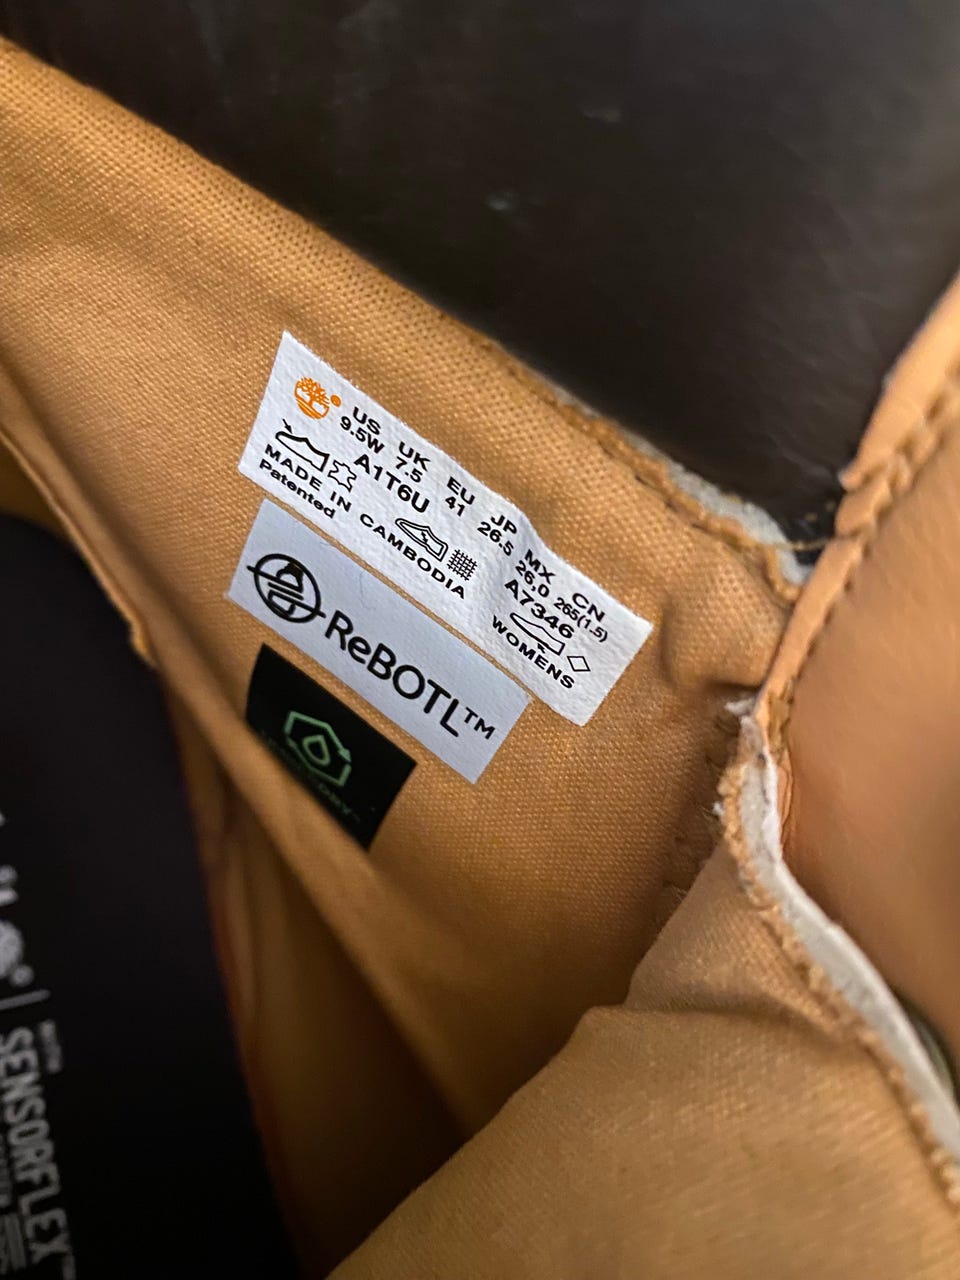 US UK EU JP MX CN
9.5W 7.5 41 26.5 26.0 265(1.5)
A1T6U A7346
MADE IN CAMBODIA WOMENS
Patented
ReBOTL™
SENSORFLEX™